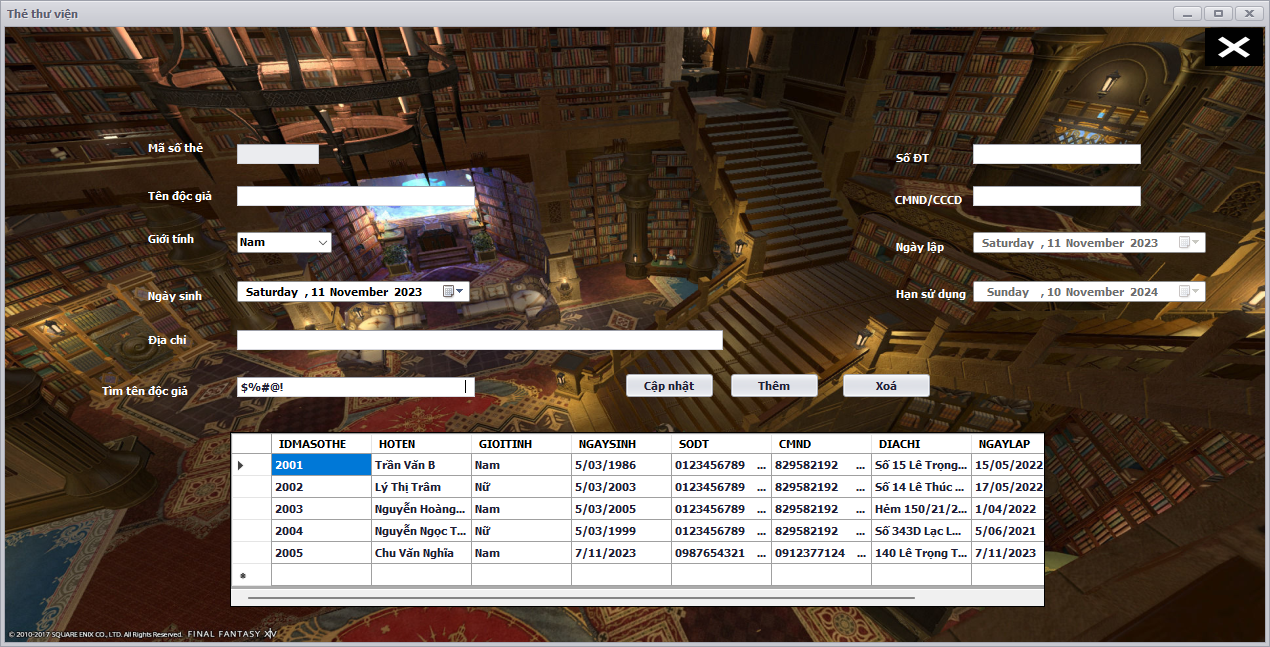 Thẻ thư viện
Mã số thẻ
Số ĐT
Tên độc giả
CMND/CCCD
Giới tính Nam
Ngày lập Saturday , 11 November 2023
Ngày sinh Saturday , 11 November 2023
Hạn sử dụng Sunday , 10 November 2024
Địa chỉ
Tìm tên độc giả $%#@!
Cập nhật Thêm Xoá
IDMASOTHE HOTEN GIOITINH NGAYSINH SODT CMND DIACHI NGAYLAP
2001 Trần Văn B Nam 5/03/1986 0123456789 ... 829582192 ... Số 15 Lê Trọng... 15/05/2022
2002 Lý Thị Trâm Nữ 5/03/2003 0123456789 ... 829582192 ... Số 14 Lê Thúc ... 17/05/2022
2003 Nguyễn Hoàng... Nam 5/03/2005 0123456789 ... 829582192 ... Hẻm 150/21/2... 1/04/2022
2004 Nguyễn Ngọc T... Nữ 5/03/1999 0123456789 ... 829582192 ... Số 343D Lạc L... 5/06/2021
2005 Chu Văn Nghĩa Nam 7/11/2023 0987654321 ... 0912377124 ... 140 Lê Trọng T... 7/11/2023
© 2010-2017 SQUARE ENIX CO., LTD. All Rights Reserved. FINAL FANTASY XIV